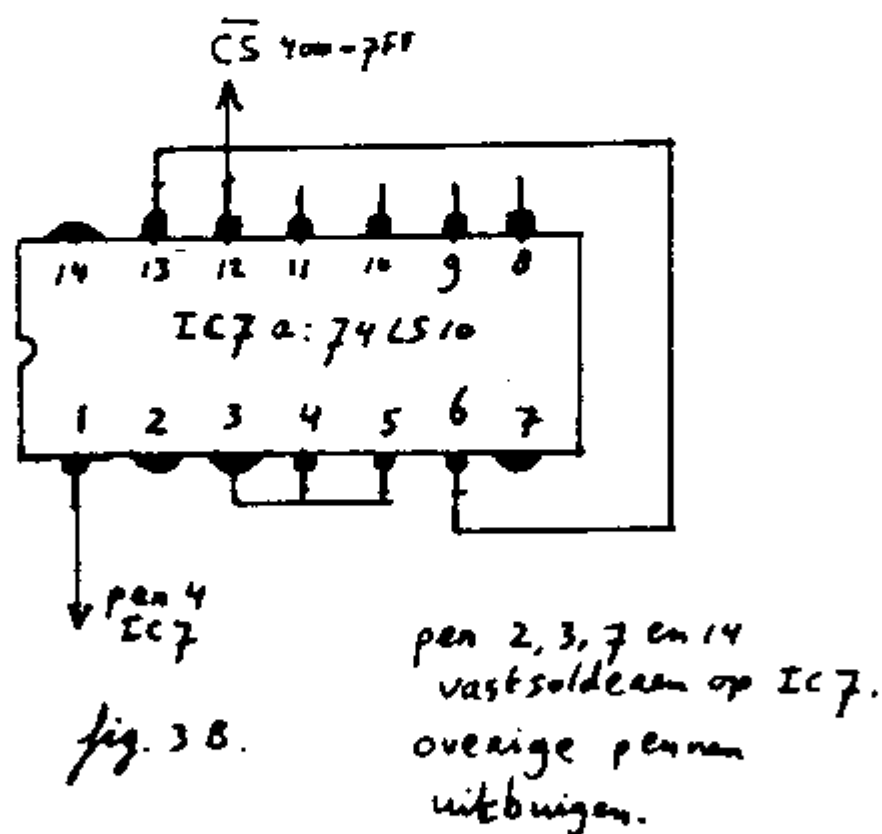 C̅S̅ 400-7FF
14 13 12 11 10 9 8
IC7a: 74LS10
1 2 3 4 5 6 7
pen 4
IC7
pen 2, 3, 7 en 14
vastsolderen op IC7.
overige pennen
uitbuigen.
fig. 3B.